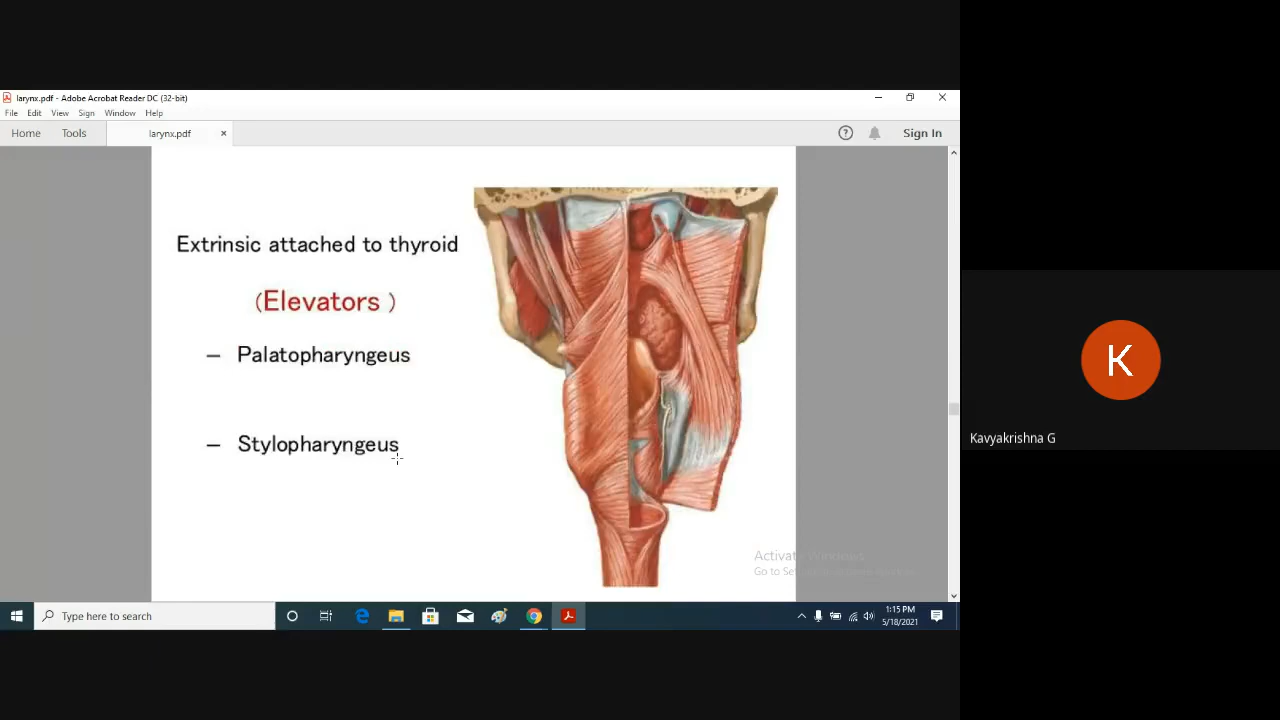 larynx.pdf - Adobe Acrobat Reader DC (32-bit)
File Edit View Sign Window Help
Home Tools larynx.pdf × ? Sign In
Extrinsic attached to thyroid
(Elevators )
– Palatopharyngeus
– Stylopharyngeus
K
Kavyakrishna G
Activate Windows
Go to
Type here to search
1:15 PM
5/18/2021